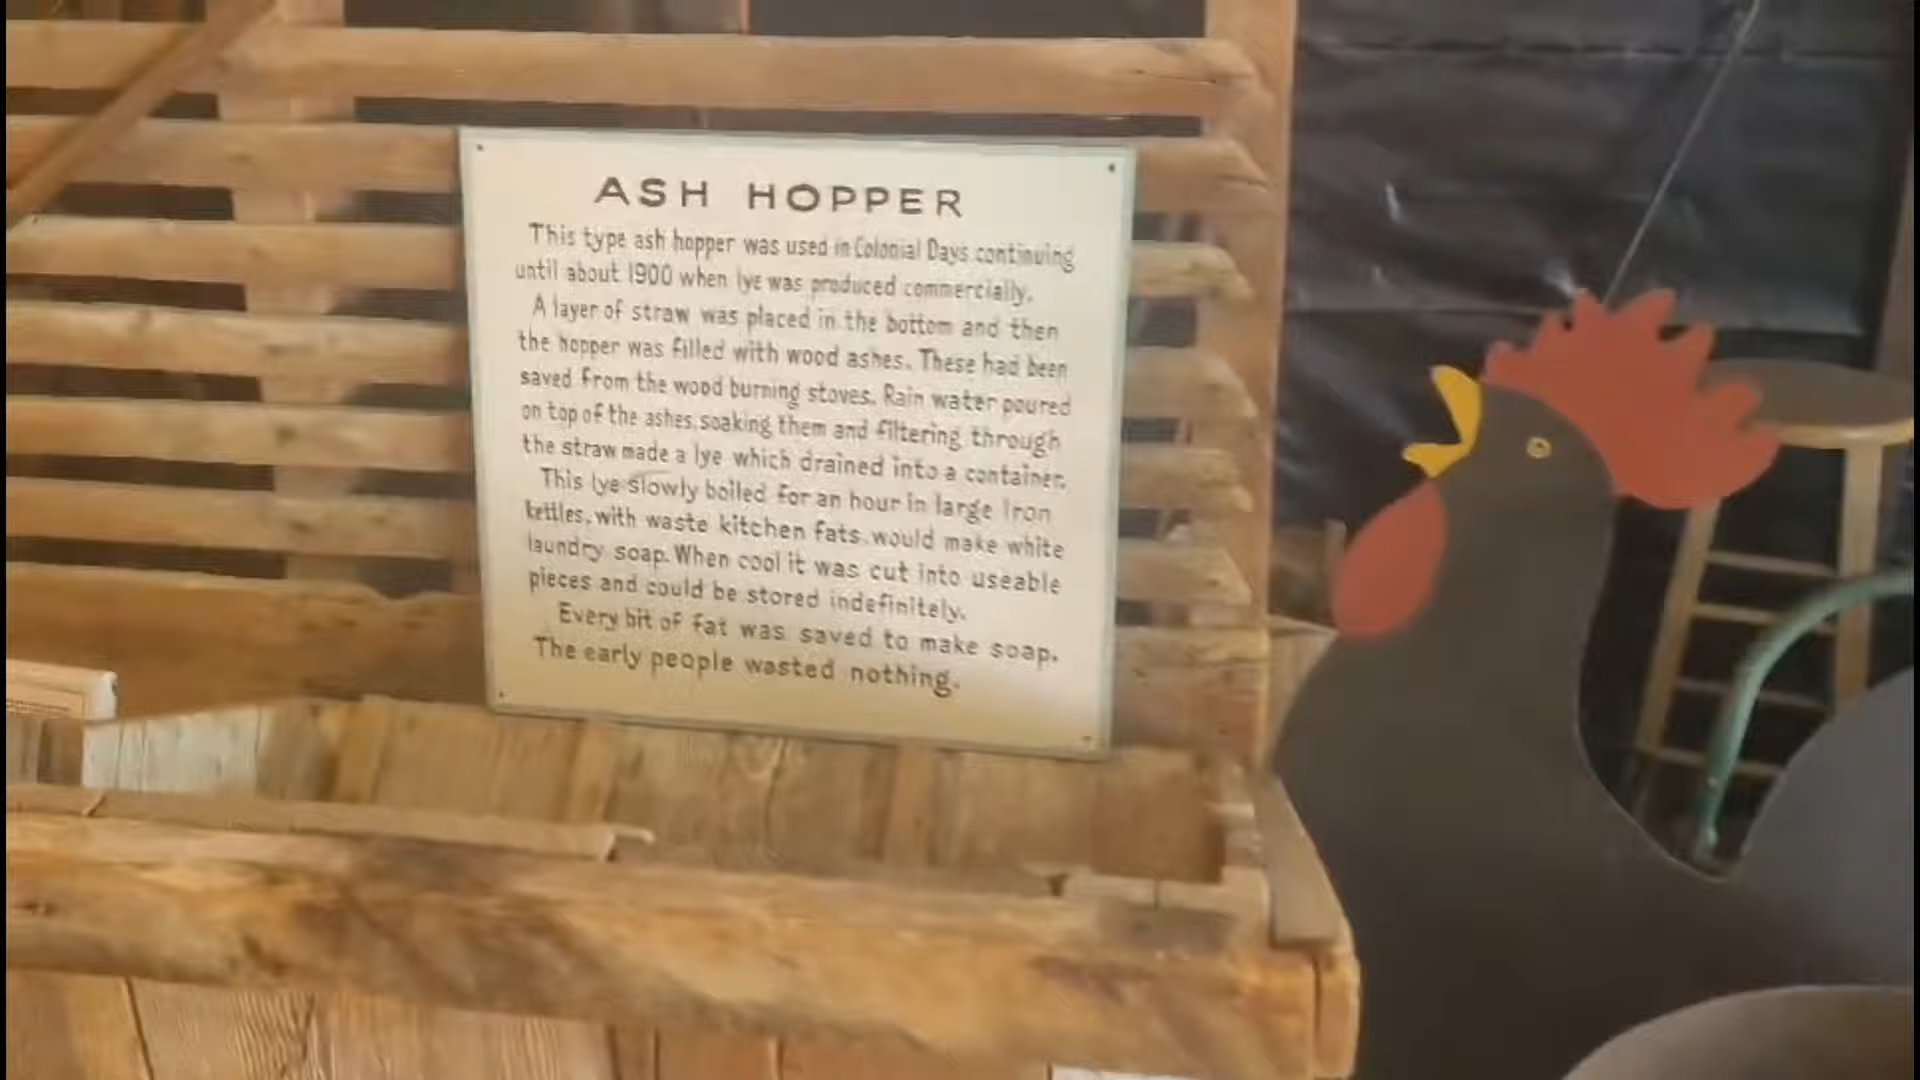 ASH HOPPER
This type ash hopper was used in Colonial Days continuing
until about 1900 when lye was produced commercially.
A layer of straw was placed in the bottom and then
the hopper was filled with wood ashes. These had been
saved from the wood burning stoves. Rain water poured
on top of the ashes, soaking them and filtering through
the straw made a lye which drained into a container.
This lye slowly boiled for an hour in large iron
kettles, with waste kitchen fats would make white
laundry soap. When cool it was cut into useable
pieces and could be stored indefinitely.
Every bit of fat was saved to make soap.
The early people wasted nothing.